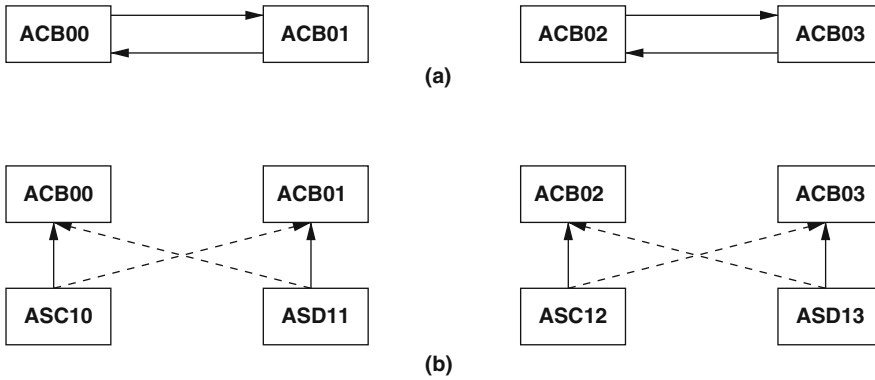 ACB00 ACB01 ACB02 ACB03
(a)
ACB00 ACB01 ACB02 ACB03
ASC10 ASD11 ASC12 ASD13
(b)